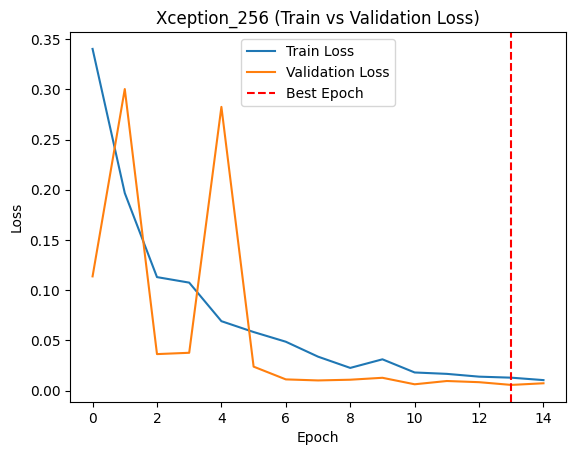 Xception_256 (Train vs Validation Loss)
Train Loss
Validation Loss
Best Epoch
Loss
0.35
0.30
0.25
0.20
0.15
0.10
0.05
0.00
0 2 4 6 8 10 12 14
Epoch